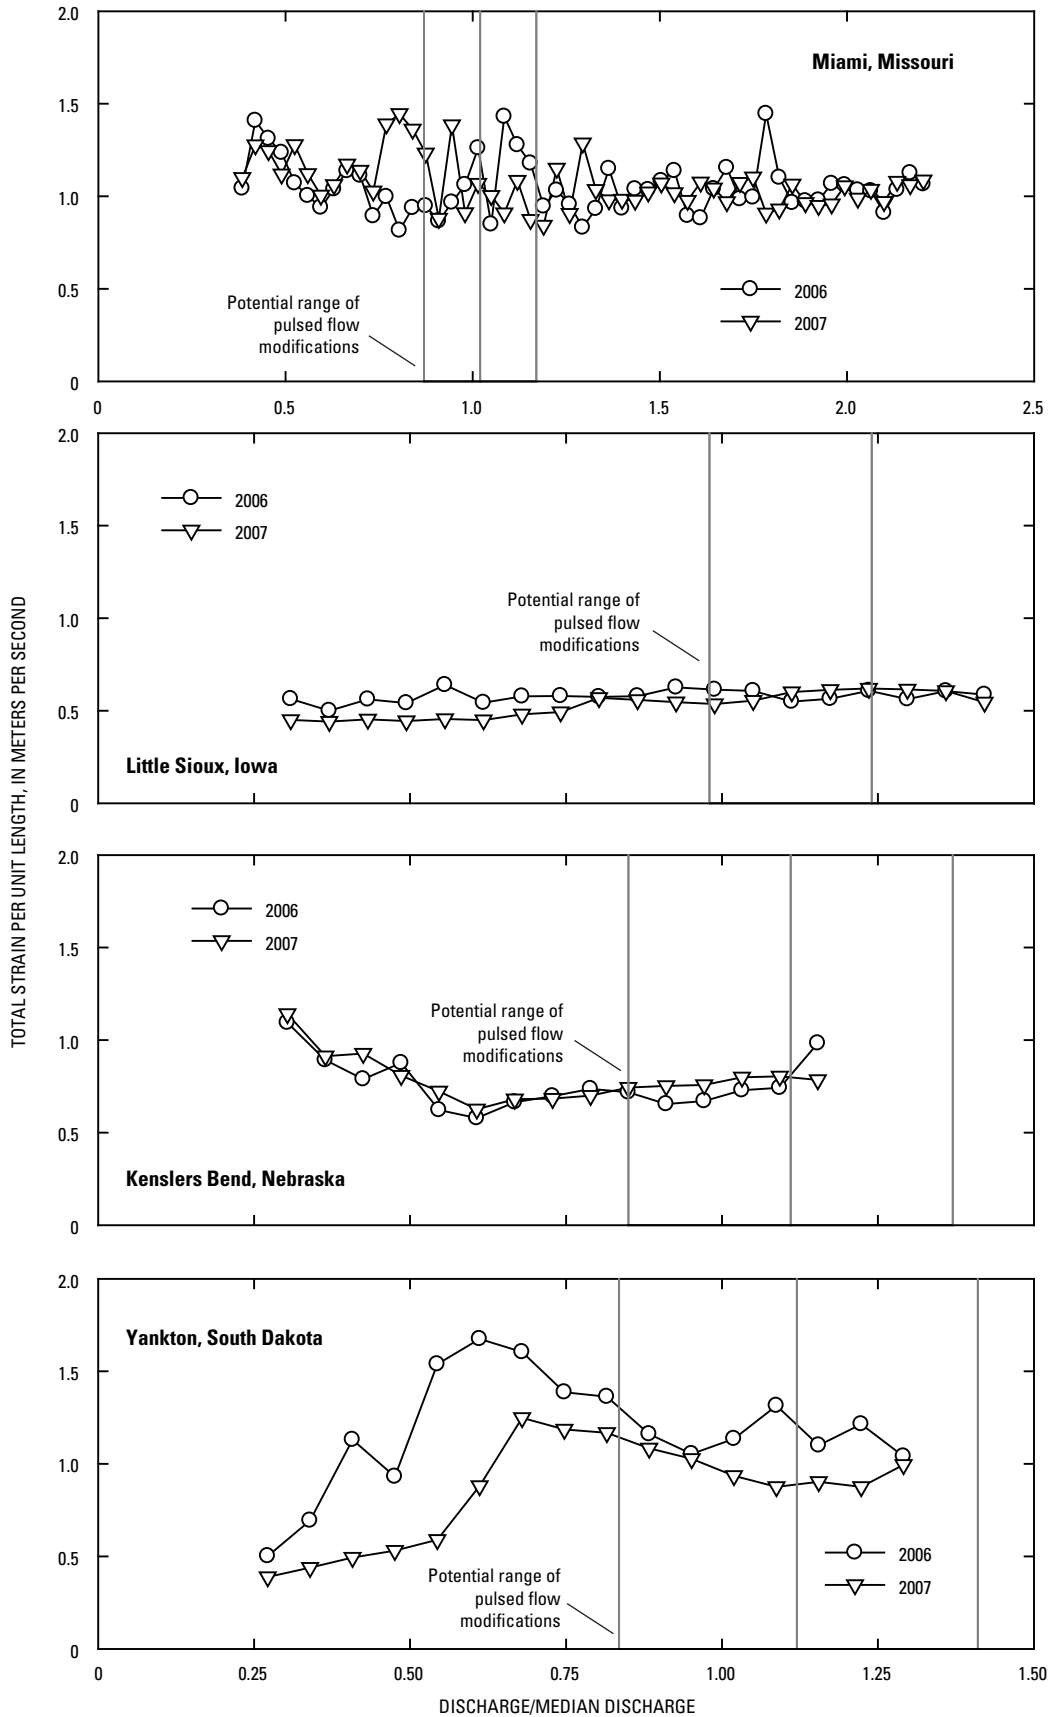 2.0
Miami, Missouri
1.5
1.0
0.5
Potential range of
pulsed flow
modifications
2006
2007
0
0 0.5 1.0 1.5 2.0 2.5
2.0
2006
2007
1.5
Potential range of
pulsed flow
modifications
1.0
0.5
Little Sioux, Iowa
0
TOTAL STRAIN PER UNIT LENGTH, IN METERS PER SECOND
2.0
2006
2007
1.5
Potential range of
pulsed flow
modifications
1.0
0.5
Kenslers Bend, Nebraska
0
2.0
Yankton, South Dakota
1.5
1.0
0.5
2006
2007
Potential range of
pulsed flow
modifications
0
0 0.25 0.50 0.75 1.00 1.25 1.50
DISCHARGE/MEDIAN DISCHARGE